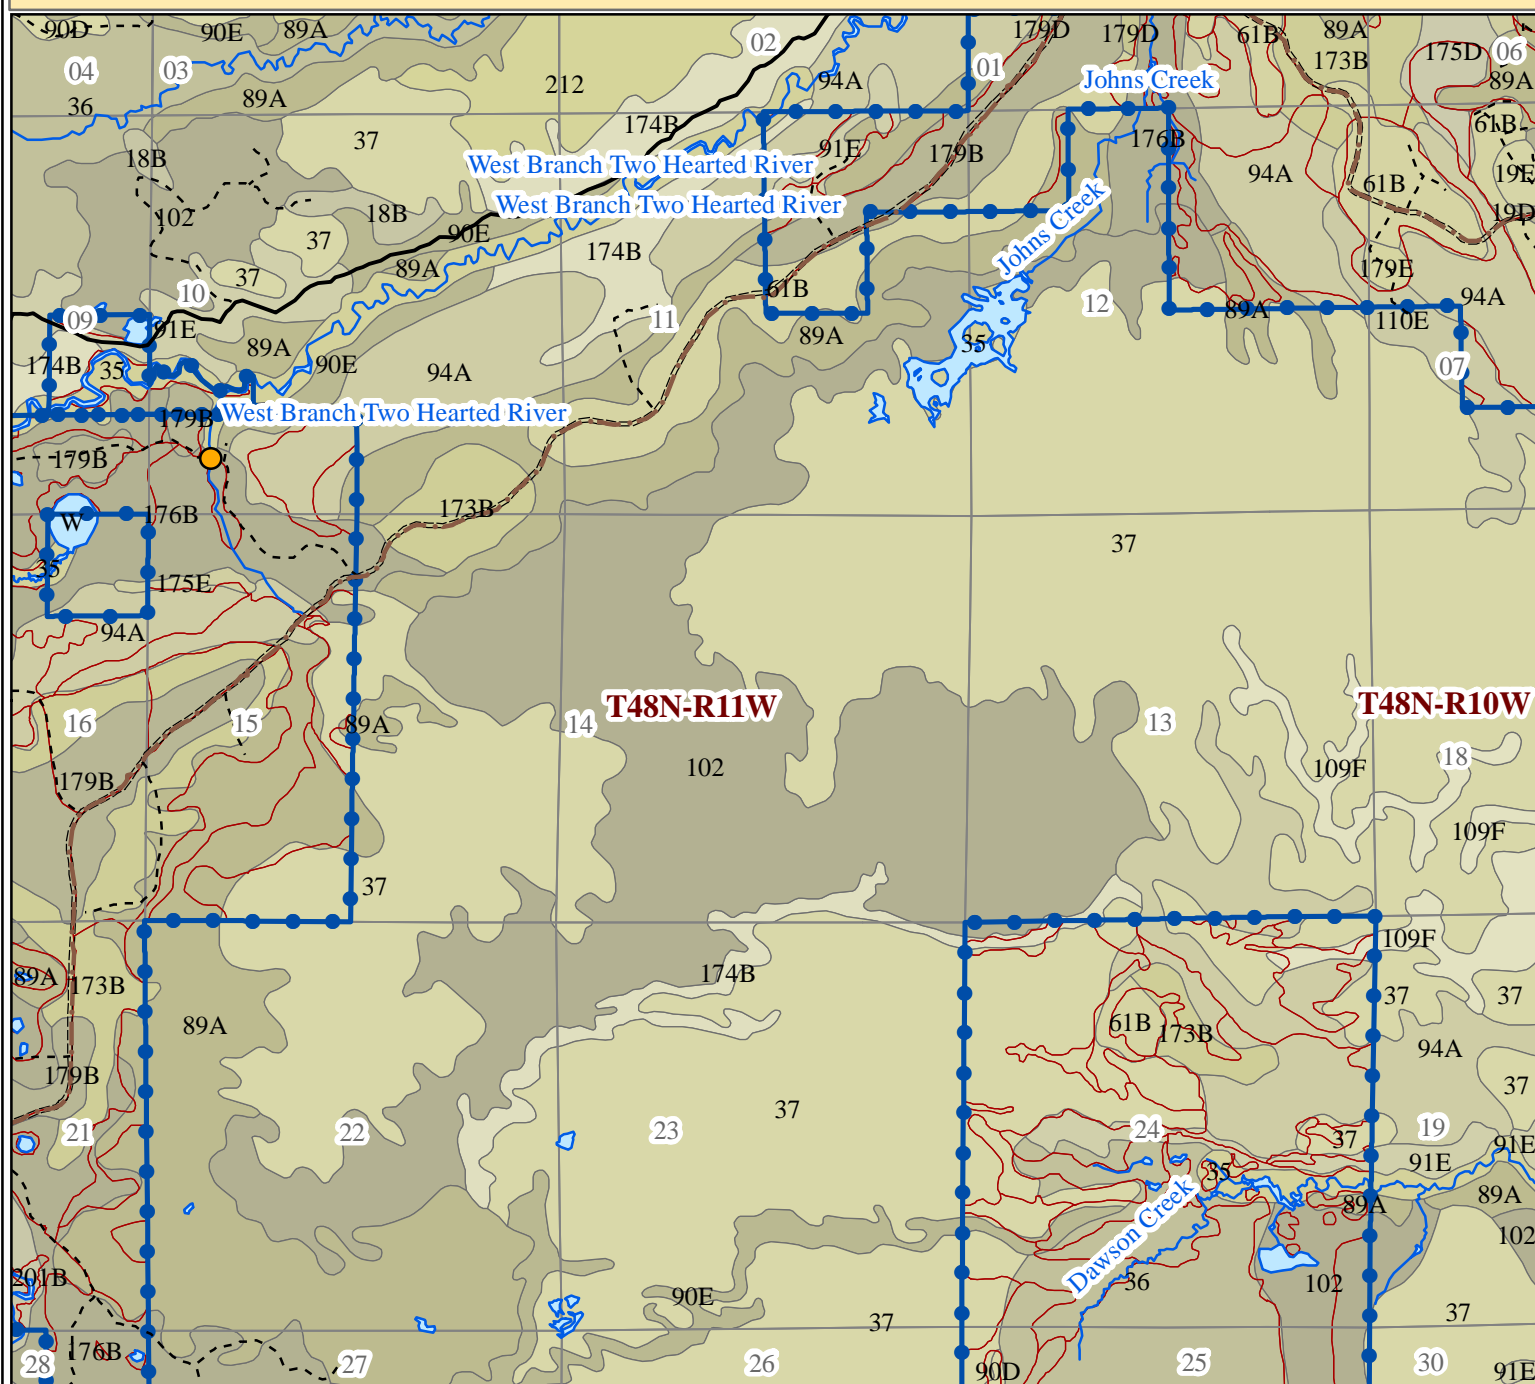 90D
90E
89A
02
179D
179D
61B
89A
173B
175D
06
04
03
01
94A
Johns Creek
89A
36
89A
212
174B
61B
18B
37
West Branch Two Hearted River
91E
179B
176B
94A
61B
19E
102
18B
West Branch Two Hearted River
19D
37
90E
174B
Johns Creek
89A
179E
37
10
61B
12
94A
09
91E
11
89A
89A
110E
35
174B
35
89A
90E
94A
07
179B
West Branch Two Hearted River
179B
W
176B
173B
37
35
175E
94A
T48N-R11W
T48N-R10W
16
15
89A
14
13
18
179B
102
109F
109F
37
109F
89A
173B
174B
37
37
89A
61B
173B
94A
179B
37
37
21
22
23
24
37
19
91E
91E
35
89A
89A
Dawson Creek
102
201B
36
102
90E
37
37
176B
28
27
26
90D
25
30
91E